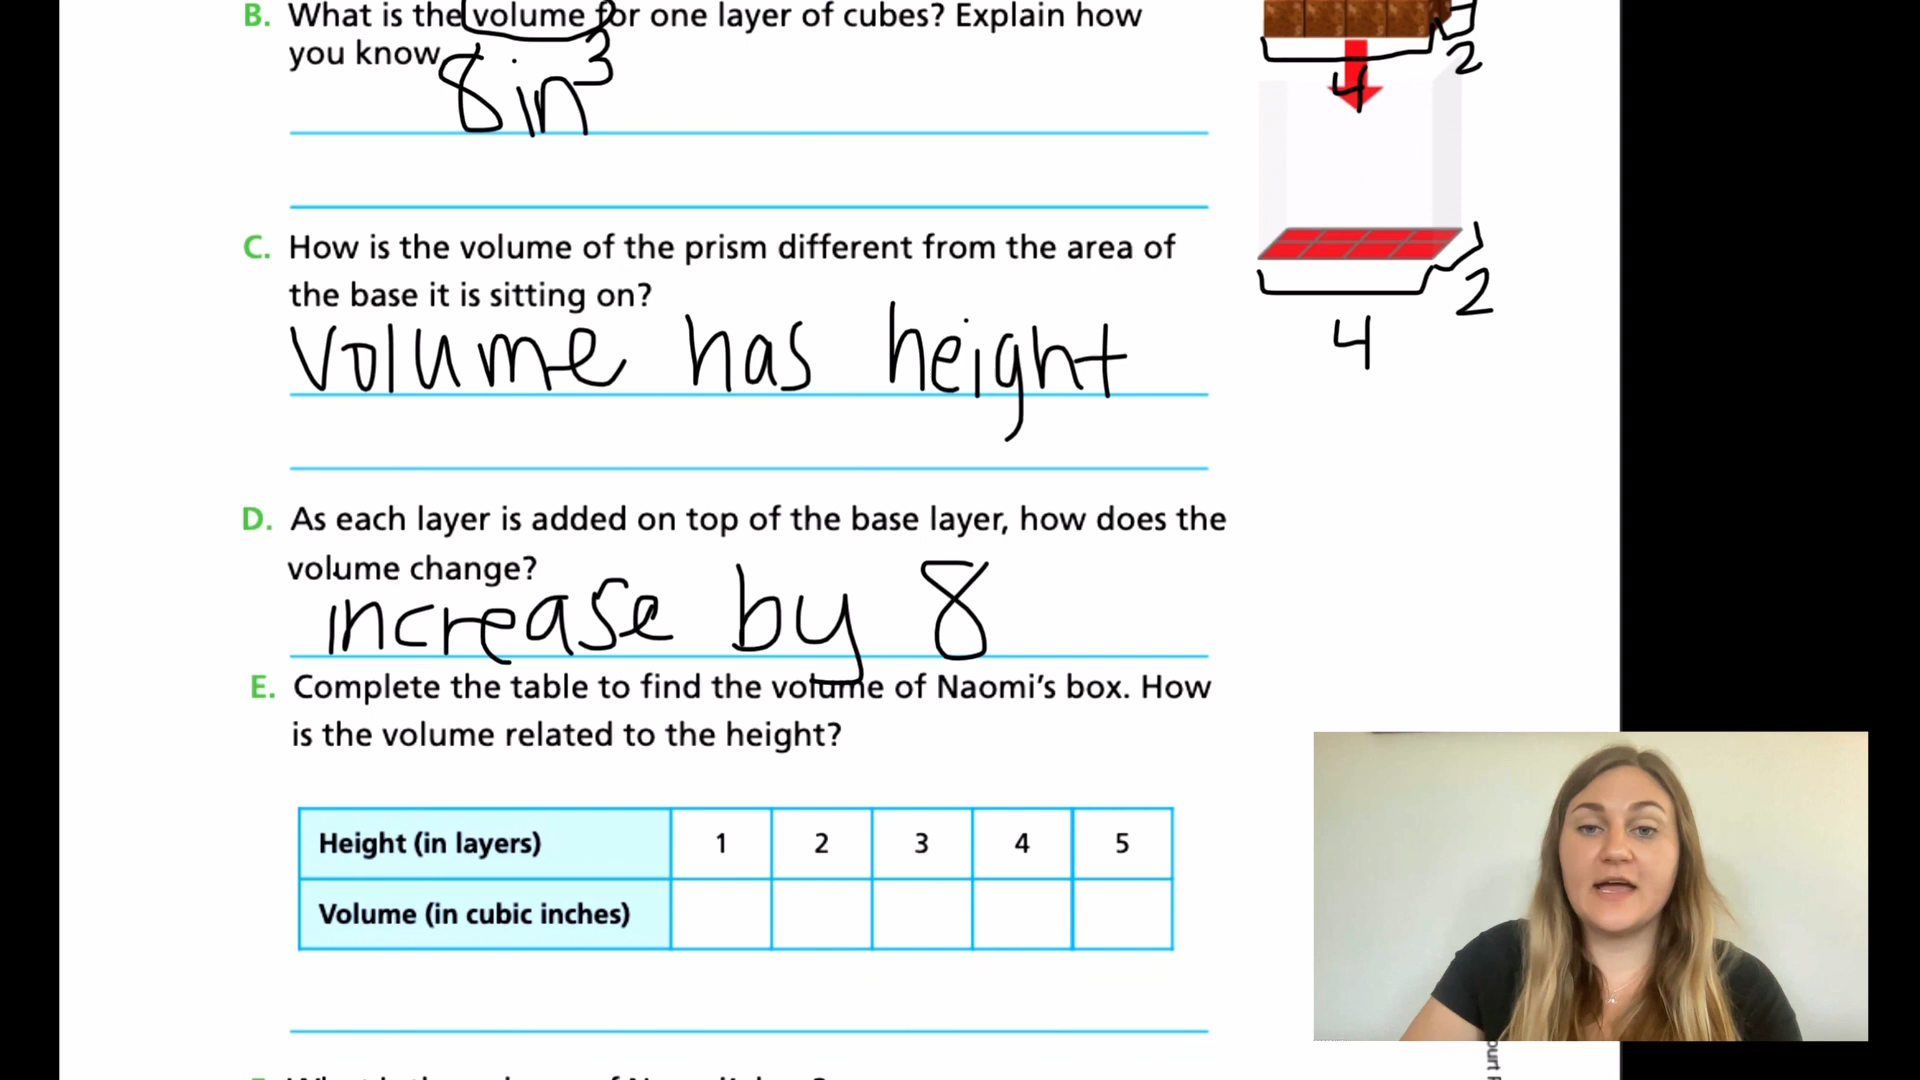 B. What is the volume for one layer of cubes? Explain how
you know
8 in³
2
4
C. How is the volume of the prism different from the area of
the base it is sitting on?
2
4
volume has height
D. As each layer is added on top of the base layer, how does the
volume change?
increase by 8
E. Complete the table to find the volume of Naomi's box. How
is the volume related to the height?
Height (in layers) 1 2 3 4 5
Volume (in cubic inches)